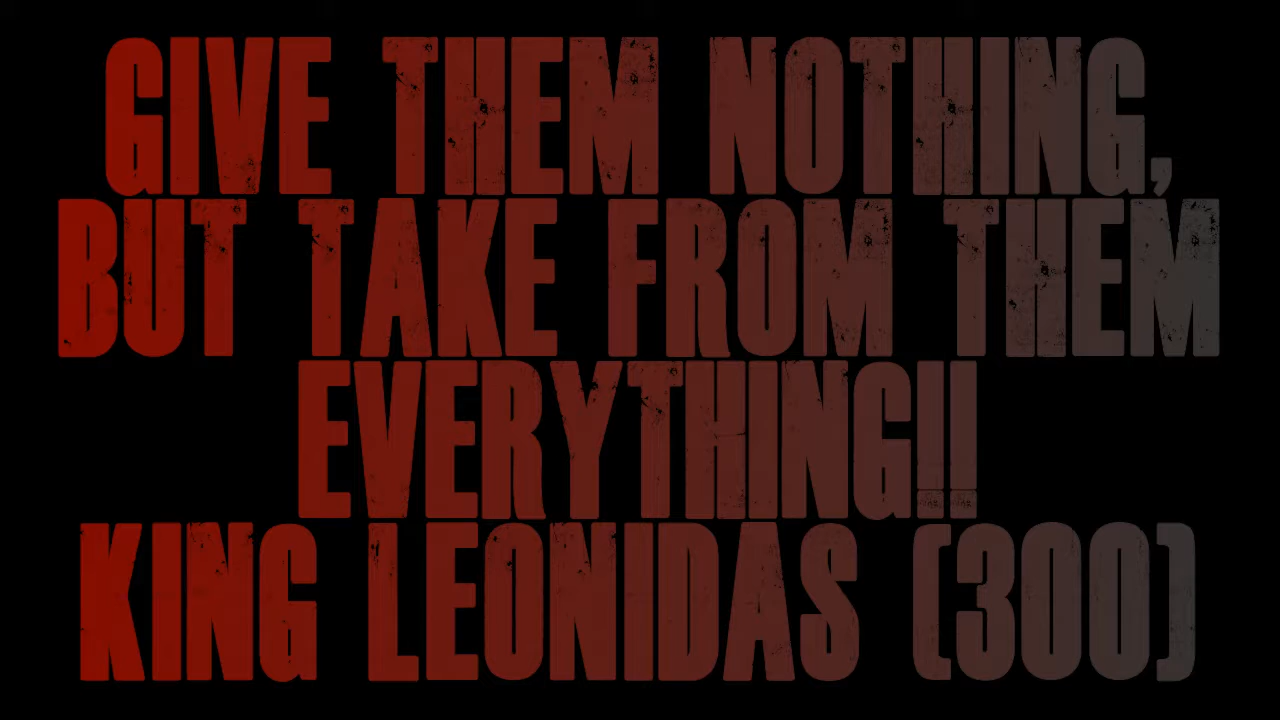 GIVE THEM NOTHING,
BUT TAKE FROM THEM
EVERYTHING!!
KING LEONIDAS (300)